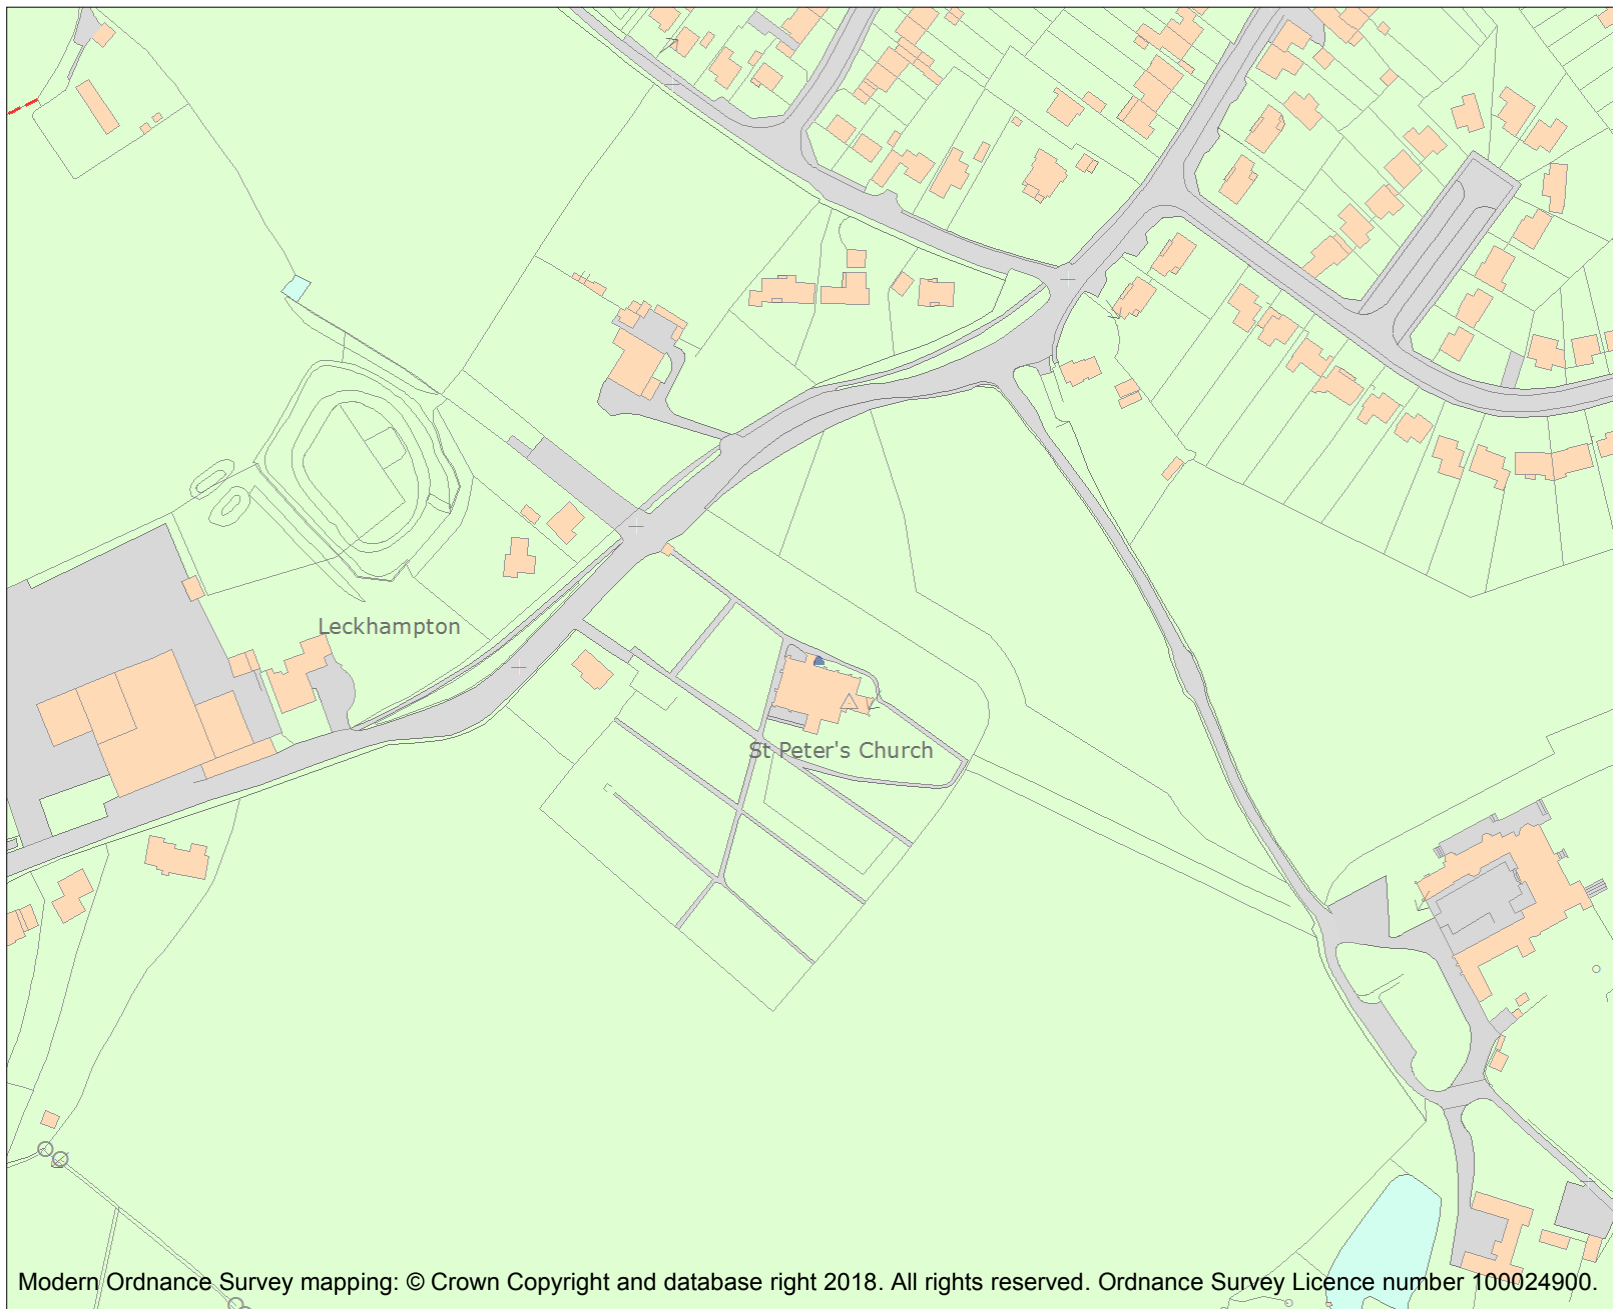 Leckhampton
St Peter's Church
Modern Ordnance Survey mapping: © Crown Copyright and database right 2018. All rights reserved. Ordnance Survey Licence number 100024900.